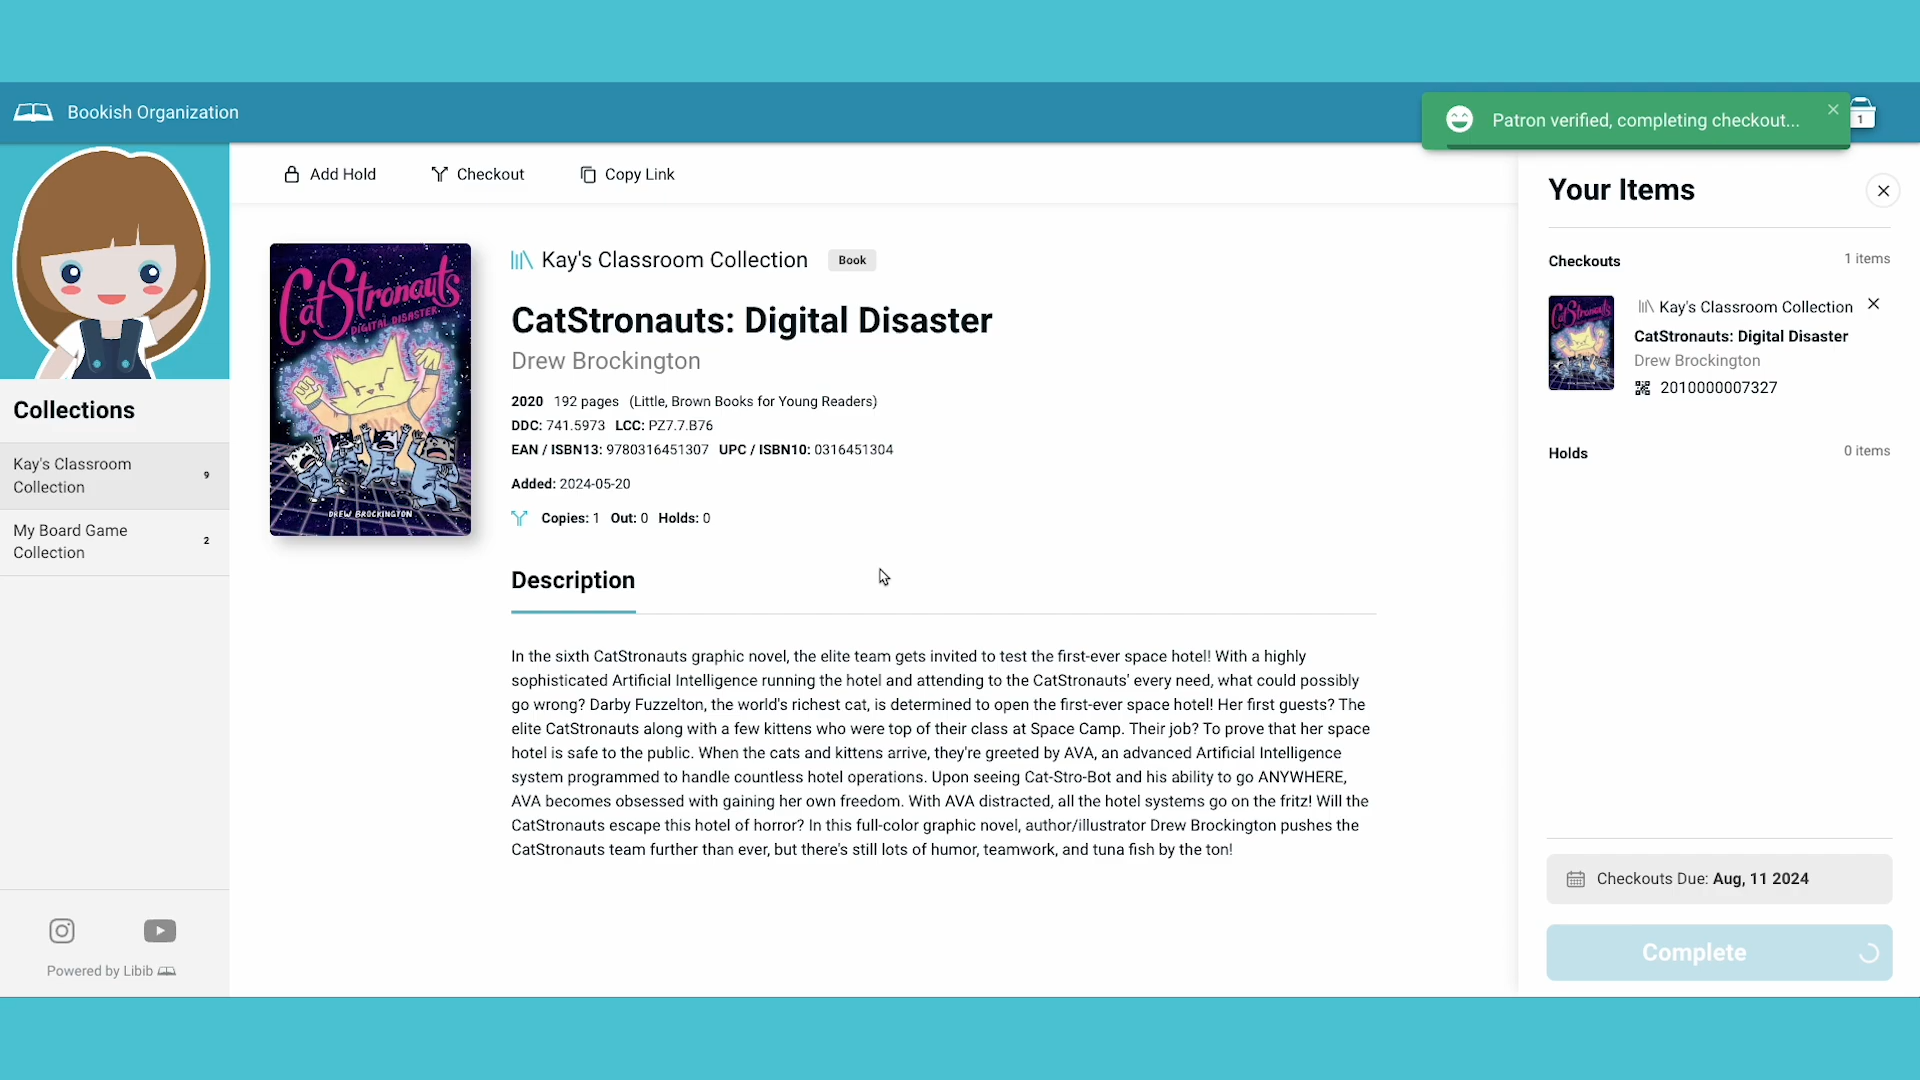 Bookish Organization
Patron verified, completing checkout...
1
Add Hold
Checkout
Copy Link
Collections
Kay's Classroom
Collection
9
My Board Game
Collection
2
Powered by Libib
CatStronauts
DIGITAL DISASTER
DREW BROCKINGTON
Kay's Classroom Collection
Book
CatStronauts: Digital Disaster
Drew Brockington
2020 192 pages (Little, Brown Books for Young Readers)
DDC: 741.5973 LCC: PZ7.7.B76
EAN / ISBN13: 9780316451307 UPC / ISBN10: 0316451304
Added: 2024-05-20
Copies: 1 Out: 0 Holds: 0
Description
In the sixth CatStronauts graphic novel, the elite team gets invited to test the first-ever space hotel! With a highly
sophisticated Artificial Intelligence running the hotel and attending to the CatStronauts' every need, what could possibly
go wrong? Darby Fuzzelton, the world's richest cat, is determined to open the first-ever space hotel! Her first guests? The
elite CatStronauts along with a few kittens who were top of their class at Space Camp. Their job? To prove that her space
hotel is safe to the public. When the cats and kittens arrive, they're greeted by AVA, an advanced Artificial Intelligence
system programmed to handle countless hotel operations. Upon seeing Cat-Stro-Bot and his ability to go ANYWHERE,
AVA becomes obsessed with gaining her own freedom. With AVA distracted, all the hotel systems go on the fritz! Will the
CatStronauts escape this hotel of horror? In this full-color graphic novel, author/illustrator Drew Brockington pushes the
CatStronauts team further than ever, but there's still lots of humor, teamwork, and tuna fish by the ton!
Your Items
Checkouts
1 items
CatStronauts
Kay's Classroom Collection
CatStronauts: Digital Disaster
Drew Brockington
2010000007327
Holds
0 items
Checkouts Due: Aug, 11 2024
Complete